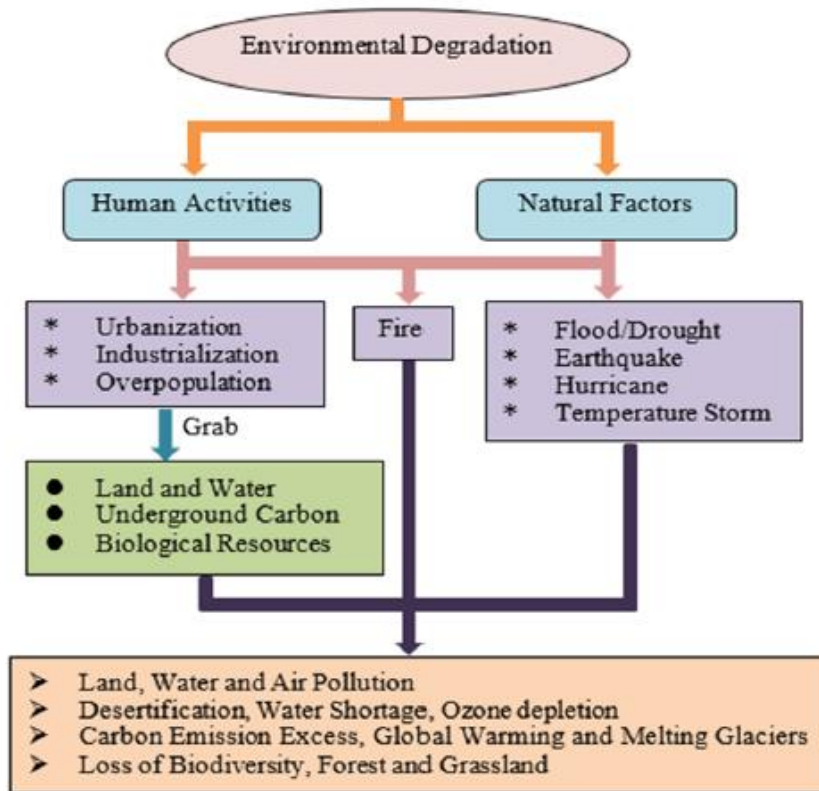 Environmental Degradation
Human Activities
Natural Factors
* Urbanization
* Industrialization
* Overpopulation
Fire
* Flood/Drought
* Earthquake
* Hurricane
* Temperature Storm
Grab
● Land and Water
● Underground Carbon
● Biological Resources
➢ Land, Water and Air Pollution
➢ Desertification, Water Shortage, Ozone depletion
➢ Carbon Emission Excess, Global Warming and Melting Glaciers
➢ Loss of Biodiversity, Forest and Grassland